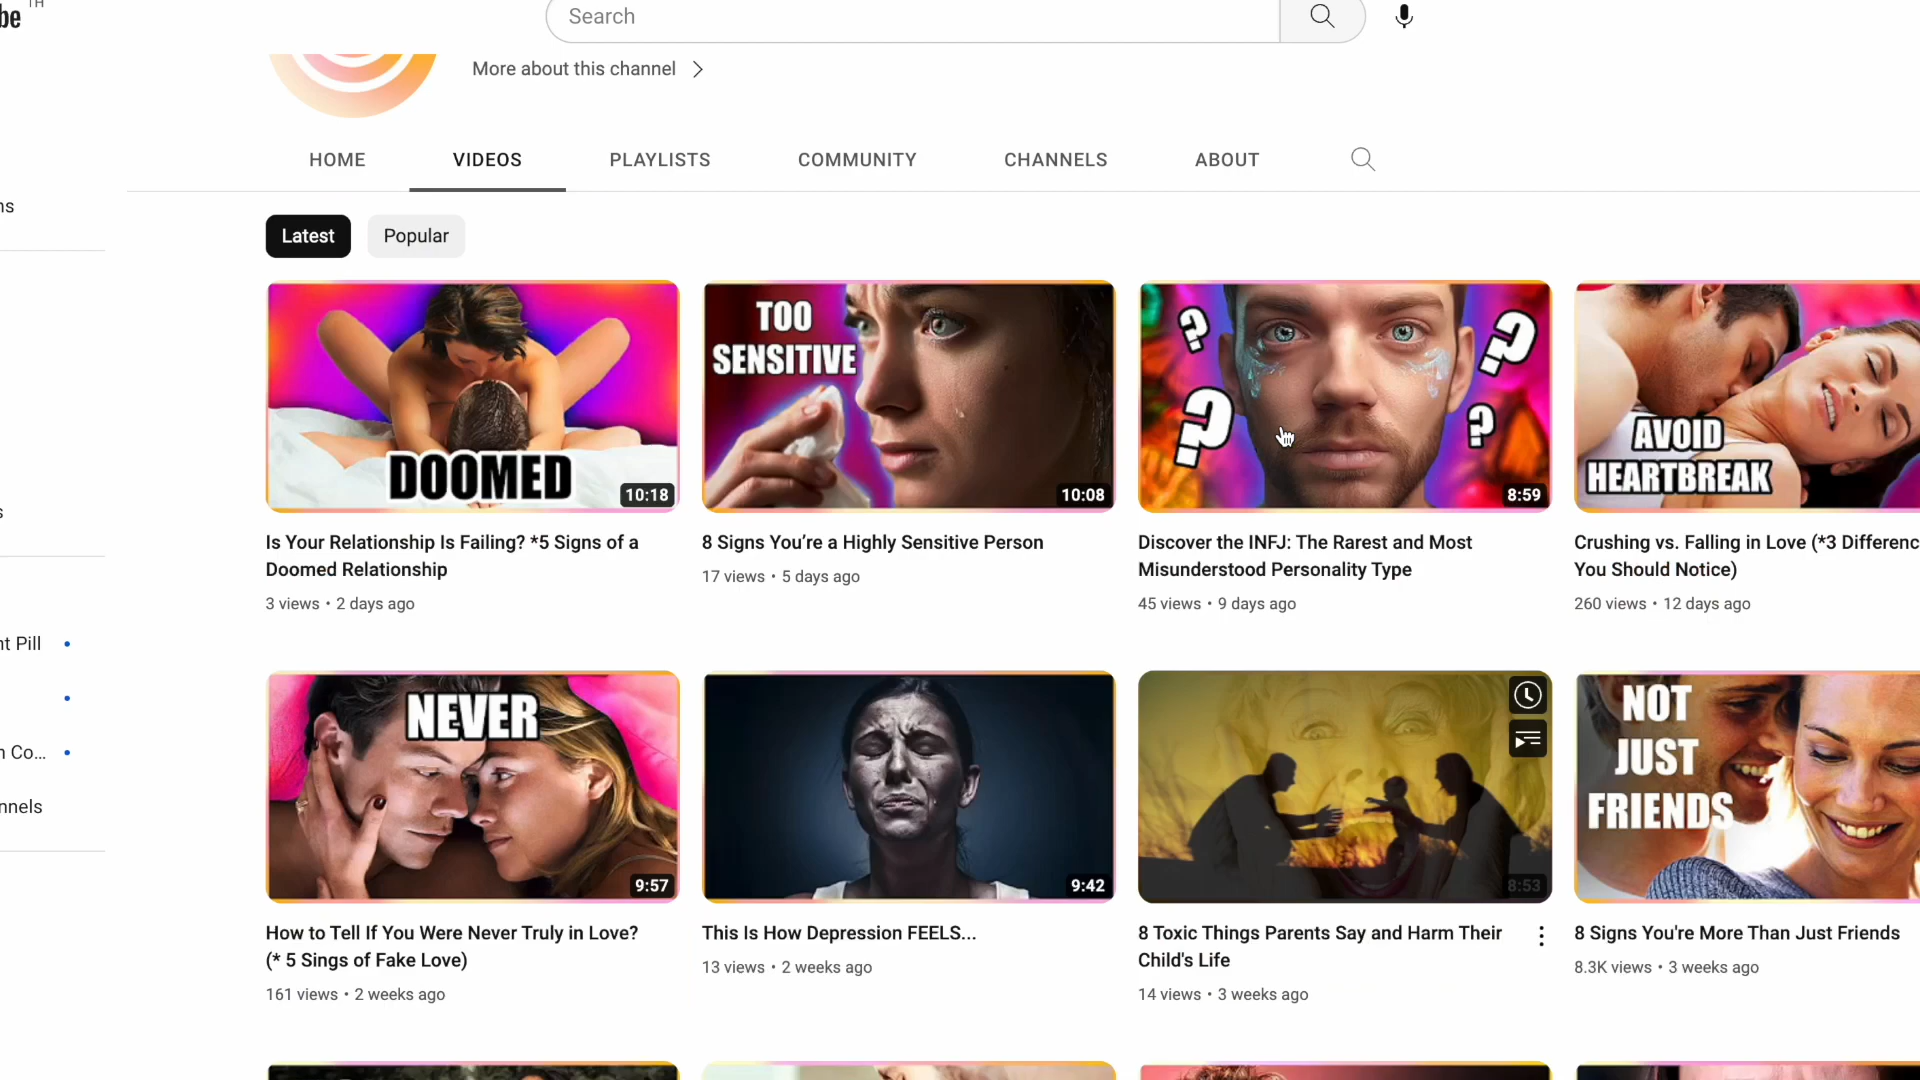 be TH
Search
More about this channel
HOME VIDEOS PLAYLISTS COMMUNITY CHANNELS ABOUT
ns
Latest Popular
DOOMED
10:18
TOO
SENSITIVE
10:08
? ? ? ?
8:59
AVOID
HEARTBREAK
Is Your Relationship Is Failing? *5 Signs of a
Doomed Relationship
3 views • 2 days ago
8 Signs You’re a Highly Sensitive Person
17 views • 5 days ago
Discover the INFJ: The Rarest and Most
Misunderstood Personality Type
45 views • 9 days ago
Crushing vs. Falling in Love (*3 Differenc
You Should Notice)
260 views • 12 days ago
s
nt Pill •
n Co... •
nnels
NEVER
9:57
9:42
8:53
NOT
JUST
FRIENDS
How to Tell If You Were Never Truly in Love?
(* 5 Sings of Fake Love)
161 views • 2 weeks ago
This Is How Depression FEELS...
13 views • 2 weeks ago
8 Toxic Things Parents Say and Harm Their
Child's Life
14 views • 3 weeks ago
8 Signs You're More Than Just Friends
8.3K views • 3 weeks ago